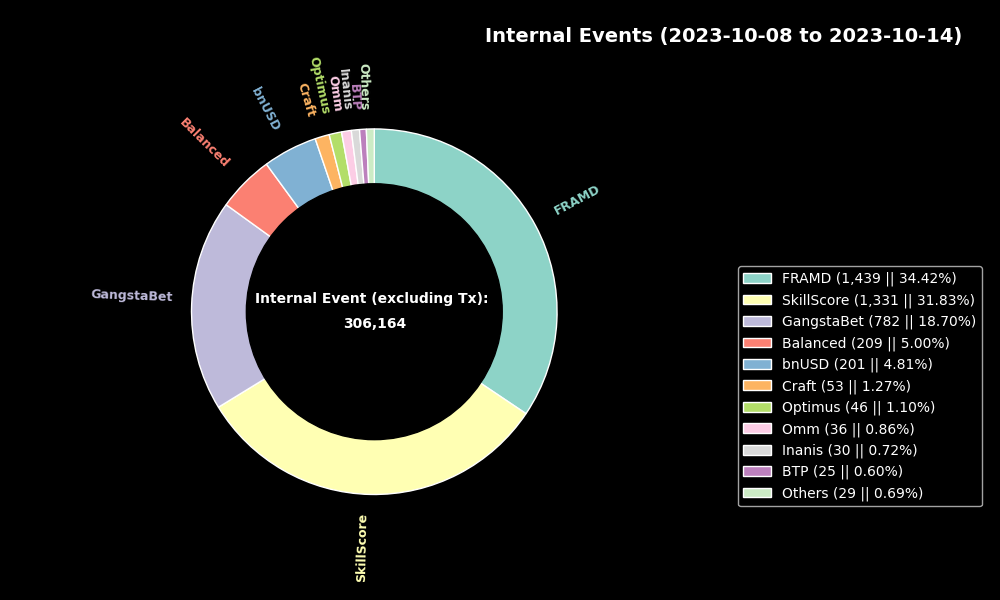 Internal Events (2023-10-08 to 2023-10-14)
Others
BTP
Inanis
Omm
Optimus
Craft
bnUSD
Balanced
GangstaBet
FRAMD
SkillScore
Internal Event (excluding Tx):
306,164
FRAMD (1,439 || 34.42%)
SkillScore (1,331 || 31.83%)
GangstaBet (782 || 18.70%)
Balanced (209 || 5.00%)
bnUSD (201 || 4.81%)
Craft (53 || 1.27%)
Optimus (46 || 1.10%)
Omm (36 || 0.86%)
Inanis (30 || 0.72%)
BTP (25 || 0.60%)
Others (29 || 0.69%)